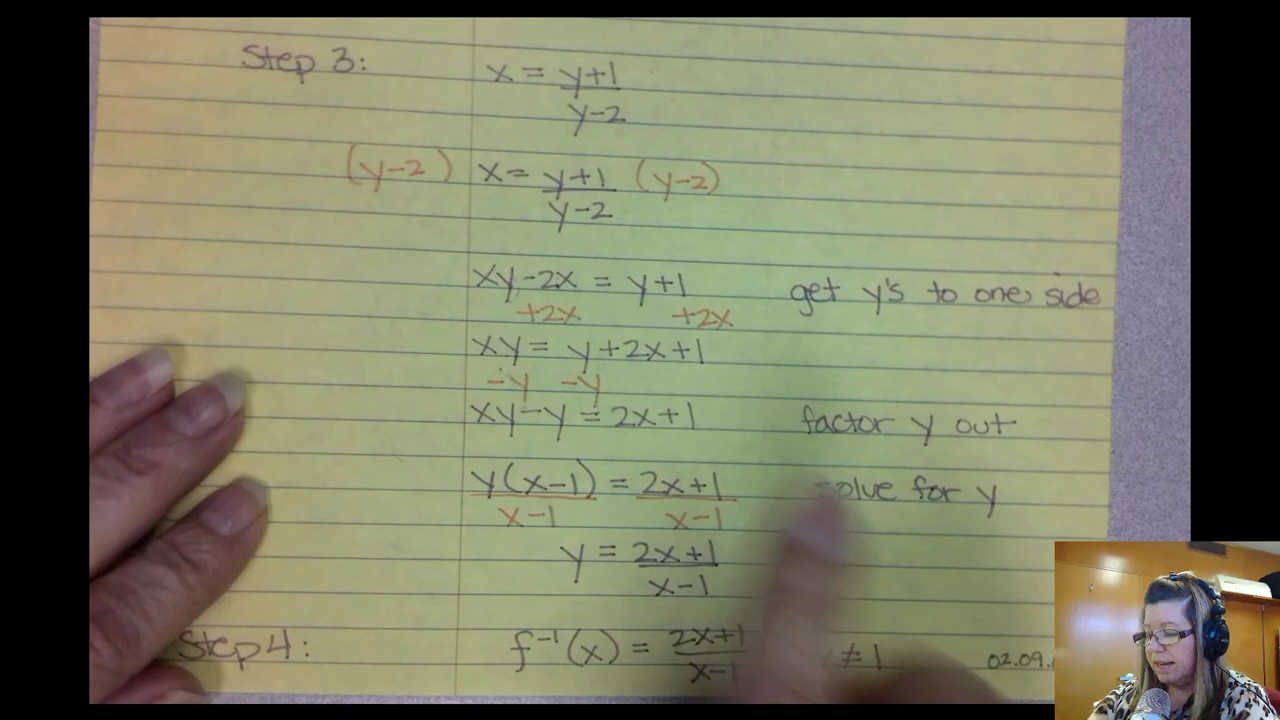 Step 3: x = y+1
y-2
(y-2) x = y+1 (y-2)
y-2
xy-2x = y+1 get y's to one side
+2x +2x
xy = y+2x+1
-y -y
xy-y = 2x+1 factor y out
y(x-1) = 2x+1 solve for y
x-1 x-1
y = 2x+1
x-1
Step 4: f⁻¹(x) = 2x+1 ≠ 1
x-1 02.09.